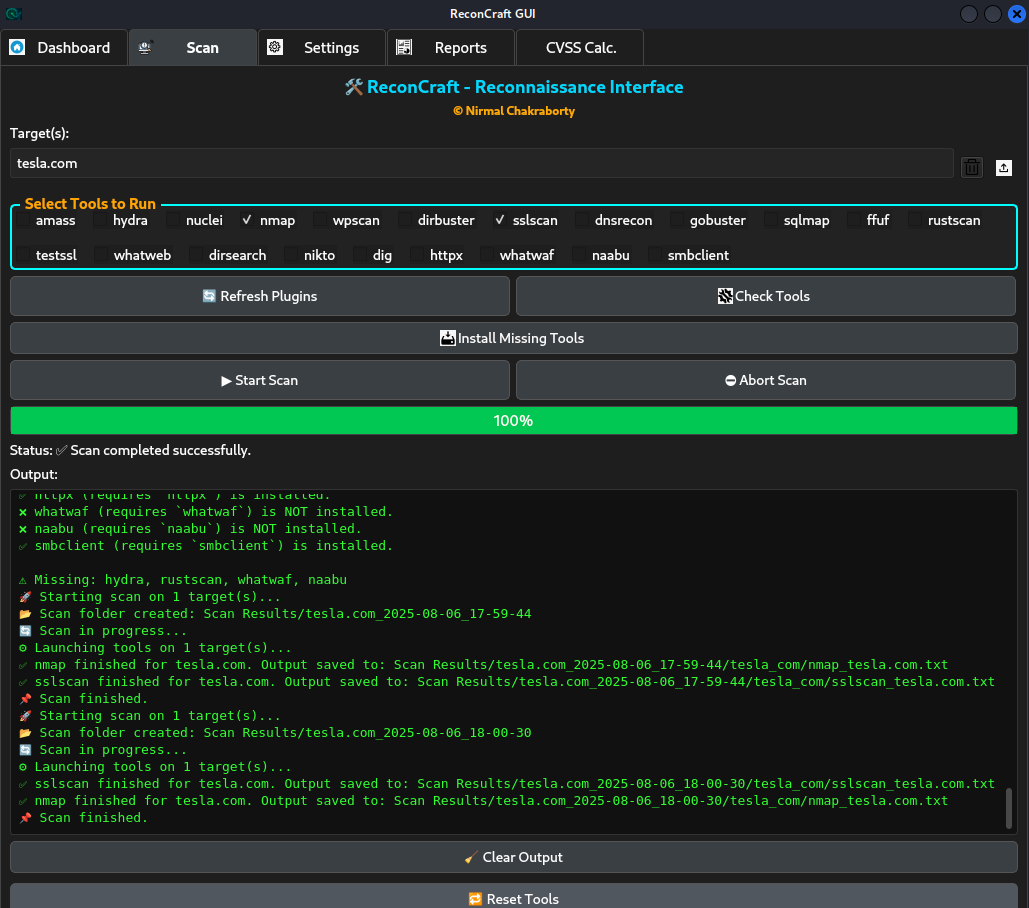 ReconCraft GUI
Dashboard Scan Settings Reports CVSS Calc.
🛠 ReconCraft - Reconnaissance Interface
© Nirmal Chakraborty
Target(s):
tesla.com
Select Tools to Run
amass hydra nuclei ✓ nmap wpscan dirbuster ✓ sslscan dnsrecon gobuster sqlmap ffuf rustscan
testssl whatweb dirsearch nikto dig httpx whatwaf naabu smbclient
Refresh Plugins Check Tools
Install Missing Tools
▶ Start Scan ⛔ Abort Scan
100%
Status: ✅ Scan completed successfully.
Output:
✅ httpx (requires `httpx`) is installed.
❌ whatwaf (requires `whatwaf`) is NOT installed.
❌ naabu (requires `naabu`) is NOT installed.
✅ smbclient (requires `smbclient`) is installed.
⚠ Missing: hydra, rustscan, whatwaf, naabu
🚀 Starting scan on 1 target(s)...
📂 Scan folder created: Scan Results/tesla.com_2025-08-06_17-59-44
🔄 Scan in progress...
⚙ Launching tools on 1 target(s)...
✅ nmap finished for tesla.com. Output saved to: Scan Results/tesla.com_2025-08-06_17-59-44/tesla_com/nmap_tesla.com.txt
✅ sslscan finished for tesla.com. Output saved to: Scan Results/tesla.com_2025-08-06_17-59-44/tesla_com/sslscan_tesla.com.txt
📌 Scan finished.
🚀 Starting scan on 1 target(s)...
📂 Scan folder created: Scan Results/tesla.com_2025-08-06_18-00-30
🔄 Scan in progress...
⚙ Launching tools on 1 target(s)...
✅ sslscan finished for tesla.com. Output saved to: Scan Results/tesla.com_2025-08-06_18-00-30/tesla_com/sslscan_tesla.com.txt
✅ nmap finished for tesla.com. Output saved to: Scan Results/tesla.com_2025-08-06_18-00-30/tesla_com/nmap_tesla.com.txt
📌 Scan finished.
🧹 Clear Output
🔁 Reset Tools